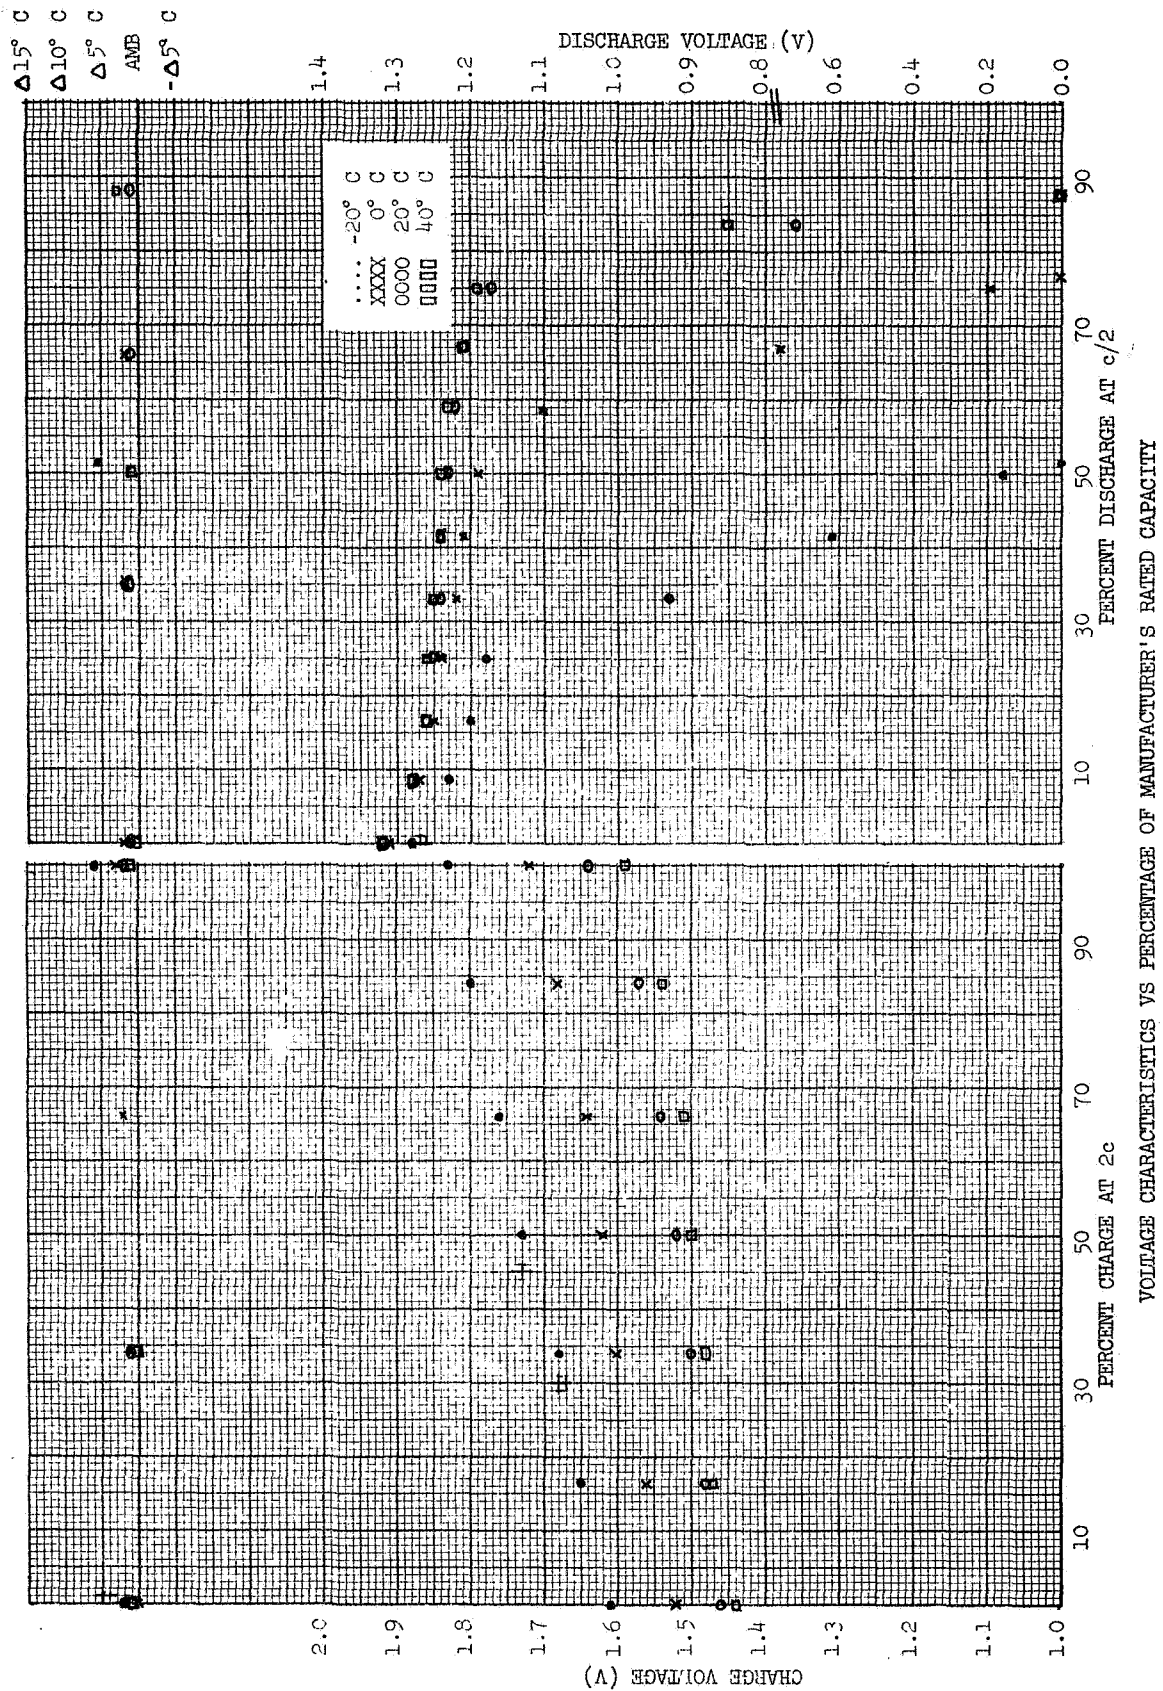 Δ15° C
Δ10° C
Δ5° C
AMB
-Δ5° C
2.0
1.9
1.8
1.7
1.6
1.5
1.4
1.3
1.2
1.1
1.0
CHARGE VOLTAGE (V)
1.4
1.3
1.2
1.1
1.0
0.9
0.8
0.6
0.4
0.2
0.0
DISCHARGE VOLTAGE (V)
.... -20° C
XXXX 0° C
OOOO 20° C
▯▯▯▯ 40° C
10 30 50 70 90
10 30 50 70 90
PERCENT CHARGE AT 2c
PERCENT DISCHARGE AT c/2
VOLTAGE CHARACTERISTICS VS PERCENTAGE OF MANUFACTURER'S RATED CAPACITY